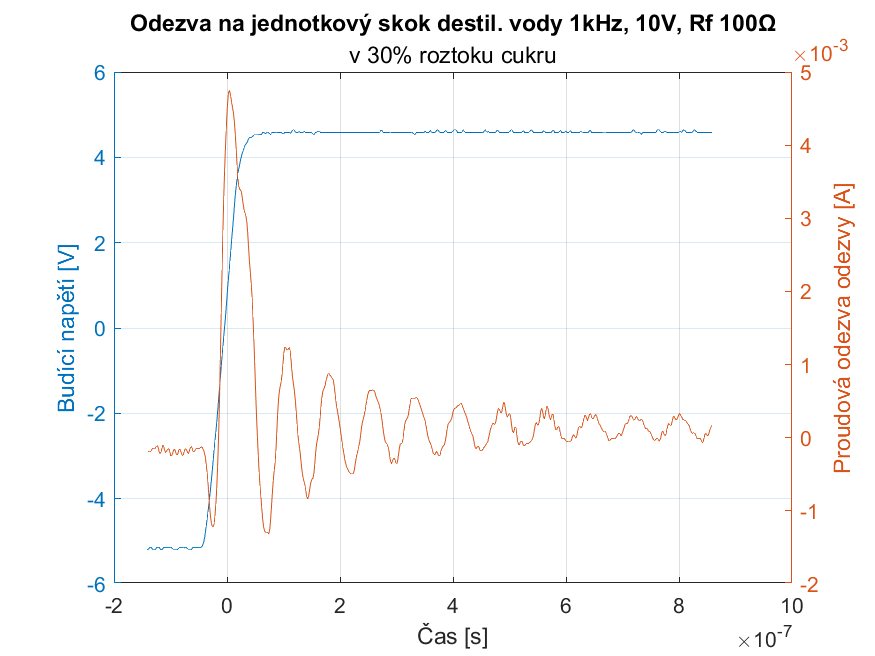 Odezva na jednotkový skok destil. vody 1kHz, 10V, Rf 100Ω
v 30% roztoku cukru
×10⁻³
6
4
2
0
-2
-4
-6
Budící napětí [V]
5
4
3
2
1
0
-1
-2
Proudová odezva odezvy [A]
-2 0 2 4 6 8 10
Čas [s]
×10⁻⁷